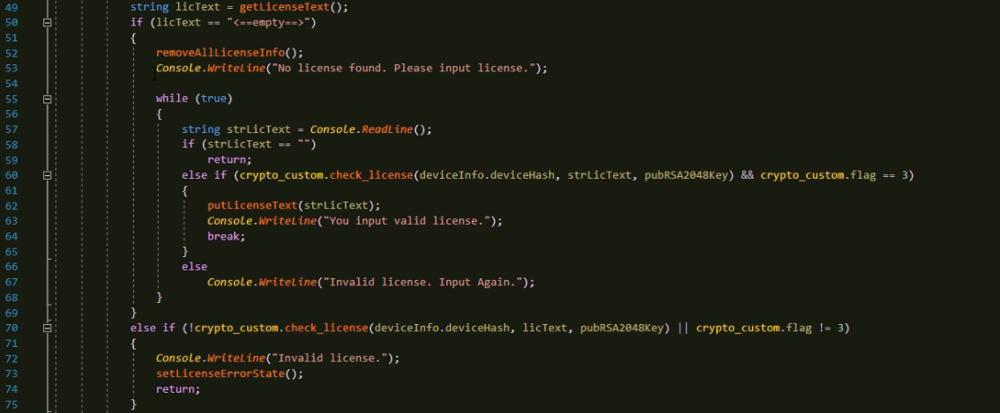 49 string licText = getLicenseText();
50 if (licText == "<==empty==>")
51 {
52 removeAllLicenseInfo();
53 Console.WriteLine("No license found. Please input license.");
54
55 while (true)
56 {
57 string strLicText = Console.ReadLine();
58 if (strLicText == "")
59 return;
60 else if (crypto_custom.check_license(deviceInfo.deviceHash, strLicText, pubRSA2048Key) && crypto_custom.flag == 3)
61 {
62 putLicenseText(strLicText);
63 Console.WriteLine("You input valid license.");
64 break;
65 }
66 else
67 Console.WriteLine("Invalid license. Input Again.");
68 }
69 }
70 else if (!crypto_custom.check_license(deviceInfo.deviceHash, licText, pubRSA2048Key) || crypto_custom.flag != 3)
71 {
72 Console.WriteLine("Invalid license.");
73 setLicenseErrorState();
74 return;
75 }